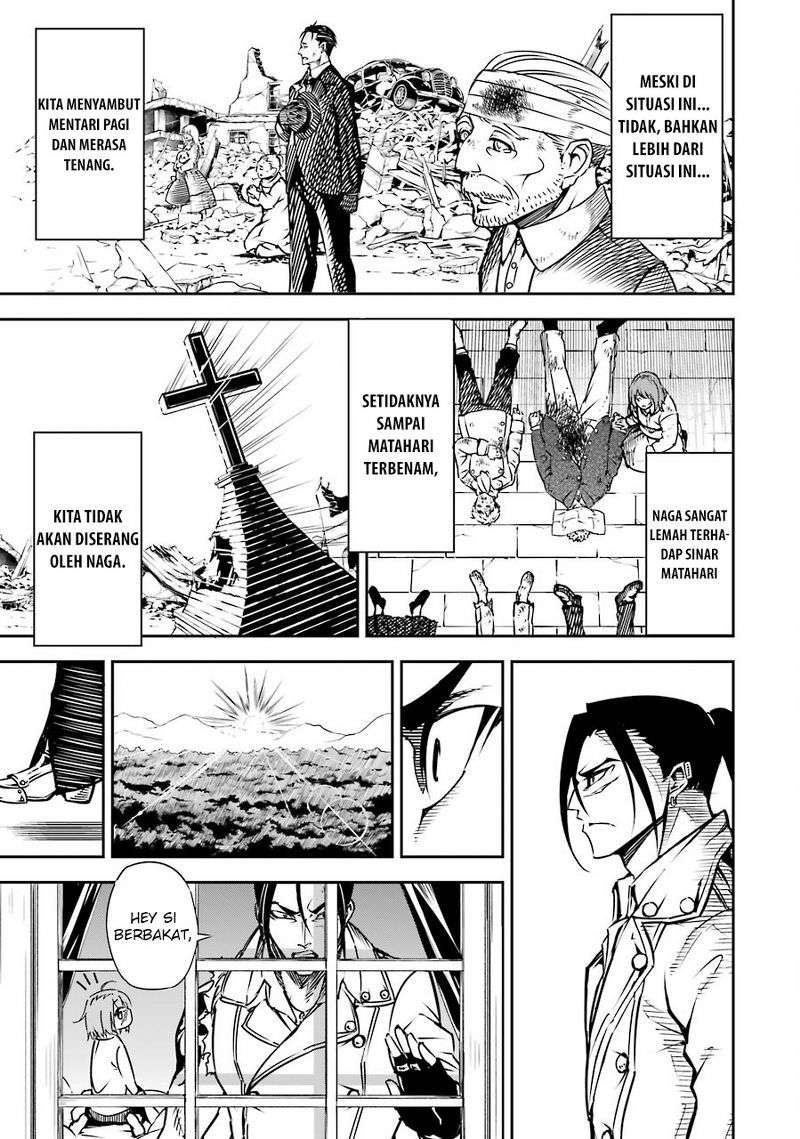 MESKI DI
SITUASI INI...
TIDAK, BAHKAN
LEBIH DARI
SITUASI INI...
KITA MENYAMBUT
MENTARI PAGI
DAN MERASA
TENANG.
NAGA SANGAT
LEMAH TERHA-
DAP SINAR
MATAHARI
SETIDAKNYA
SAMPAI
MATAHARI
TERBENAM,
KITA TIDAK
AKAN DISERANG
OLEH NAGA.
HEY SI
BERBAKAT,